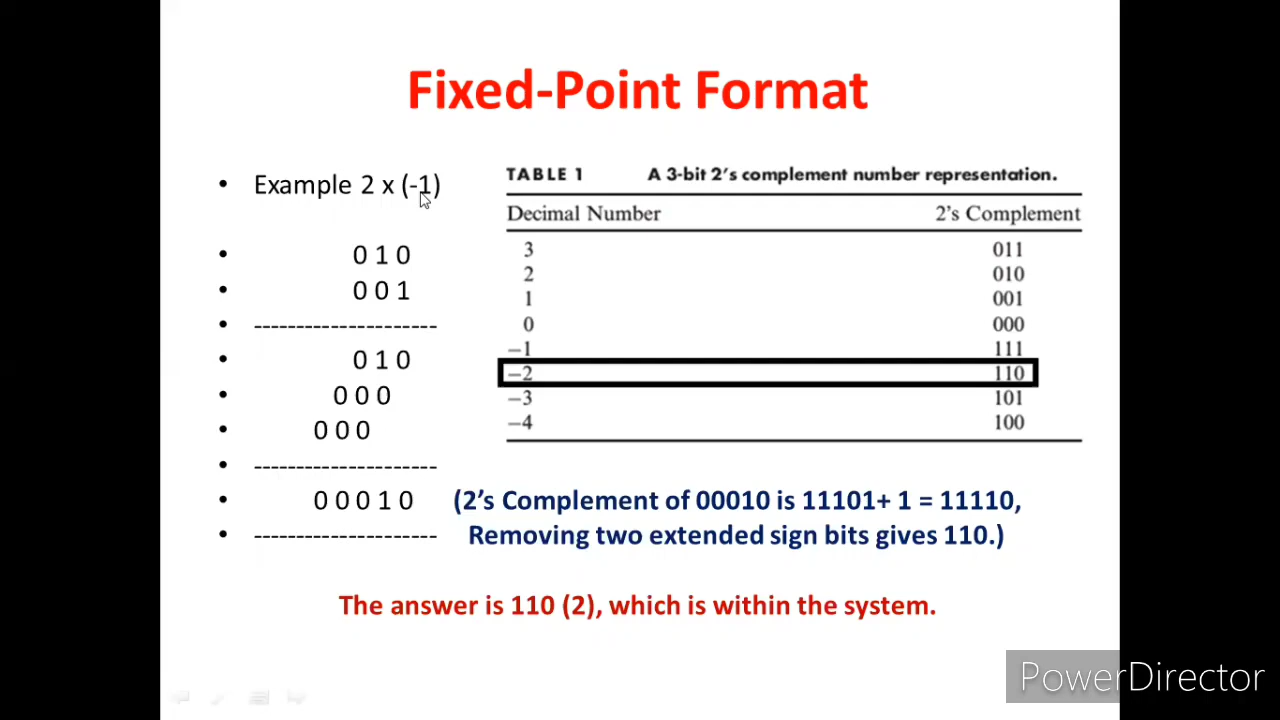 Fixed-Point Format
• Example 2 x (-1)
• 0 1 0
• 0 0 1
• ----------------------
• 0 1 0
• 0 0 0
• 0 0 0
• ----------------------
• 0 0 0 1 0 (2's Complement of 00010 is 11101+ 1 = 11110,
• ---------------------- Removing two extended sign bits gives 110.)
TABLE 1 A 3-bit 2's complement number representation.
Decimal Number 2's Complement
3 011
2 010
1 001
0 000
−1 111
−2 110
−3 101
−4 100
The answer is 110 (2), which is within the system.
PowerDirector